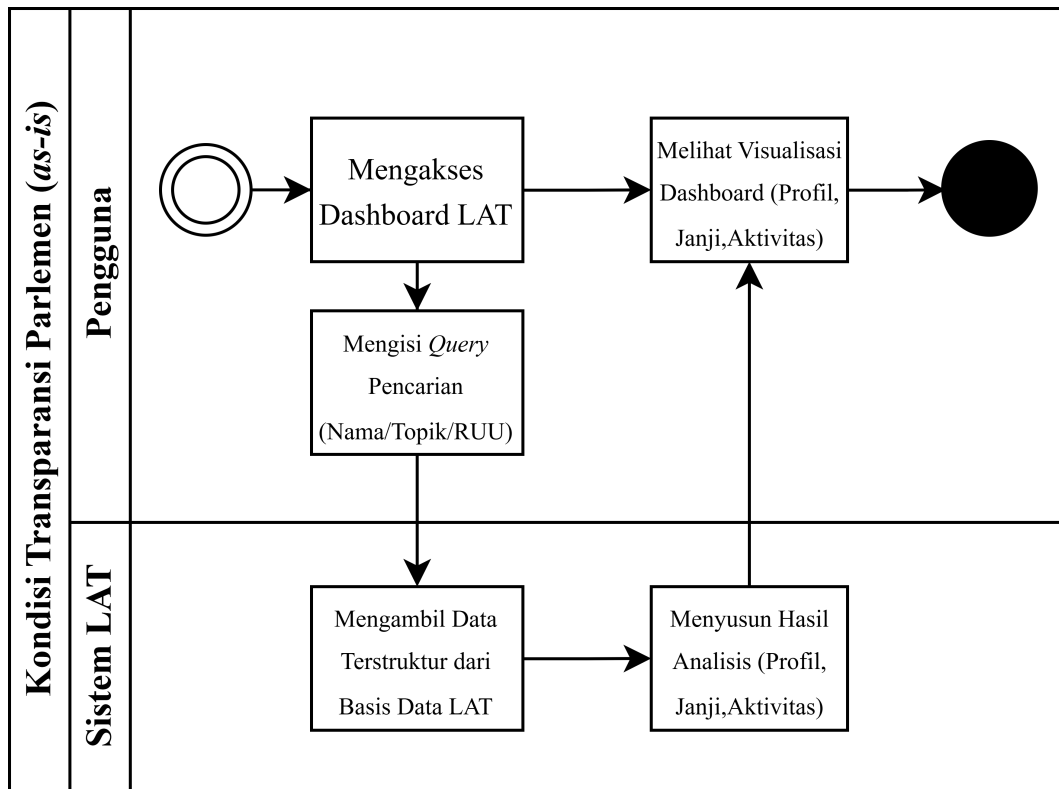 Kondisi Transparansi Parlemen (as-is)
Pengguna
Mengakses
Dashboard LAT
Melihat Visualisasi
Dashboard (Profil,
Janji,Aktivitas)
Mengisi Query
Pencarian
(Nama/Topik/RUU)
Sistem LAT
Mengambil Data
Terstruktur dari
Basis Data LAT
Menyusun Hasil
Analisis (Profil,
Janji,Aktivitas)